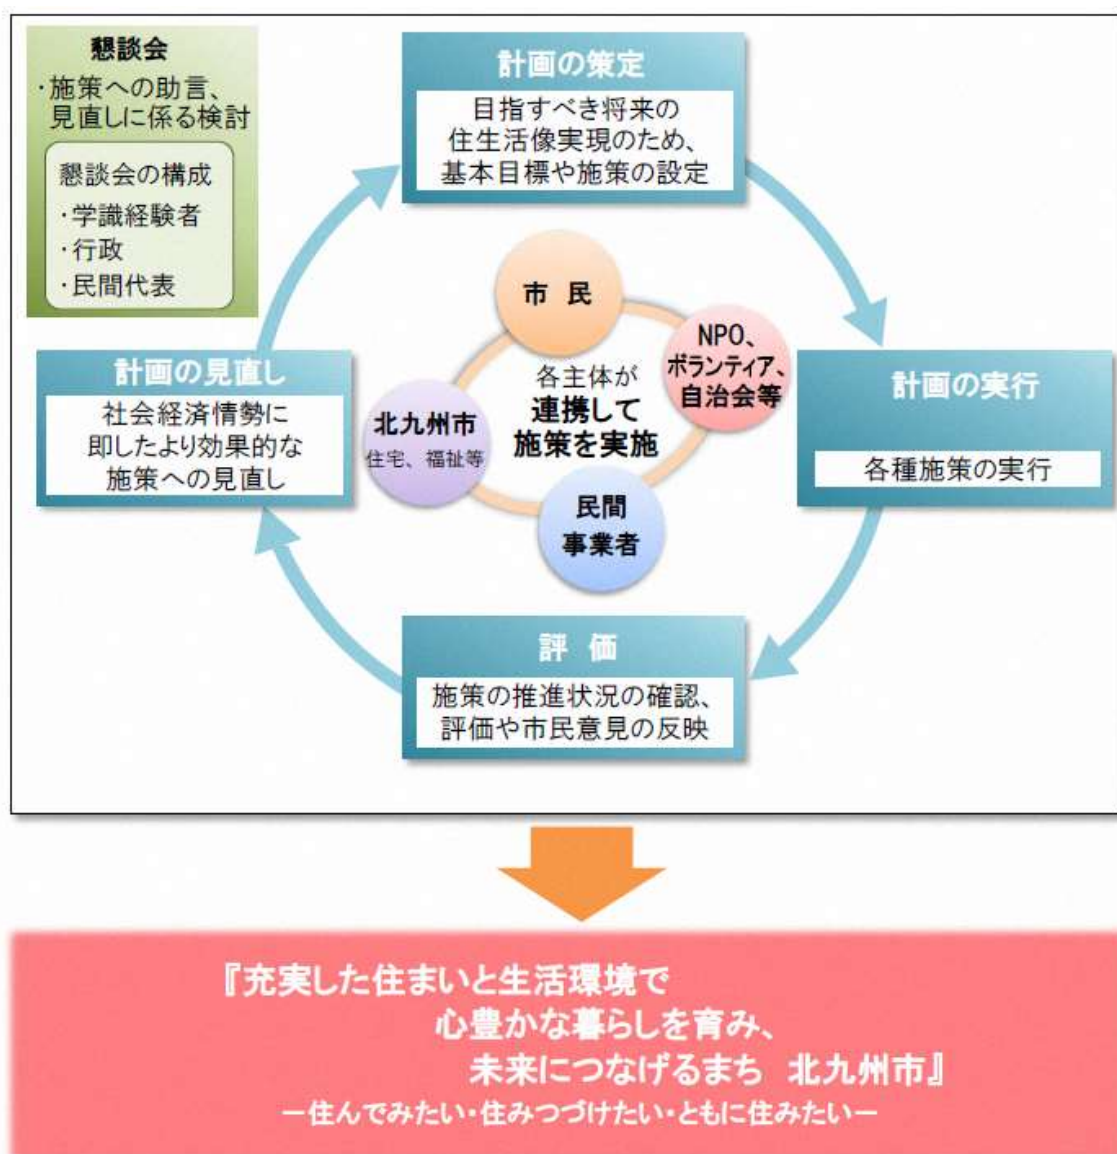 懇談会
・施策への助言、
見直しに係る検討
懇談会の構成
・学識経験者
・行政
・民間代表
計画の策定
目指すべき将来の
住生活像実現のため、
基本目標や施策の設定
計画の実行
各種施策の実行
評 価
施策の推進状況の確認、
評価や市民意見の反映
計画の見直し
社会経済情勢に
即したより効果的な
施策への見直し
市 民
NPO、
ボランティア、
自治会等
民間
事業者
北九州市
住宅、福祉等
各主体が
連携して
施策を実施
『充実した住まいと生活環境で
心豊かな暮らしを育み、
未来につなげるまち 北九州市』
－住んでみたい・住みつづけたい・ともに住みたい－